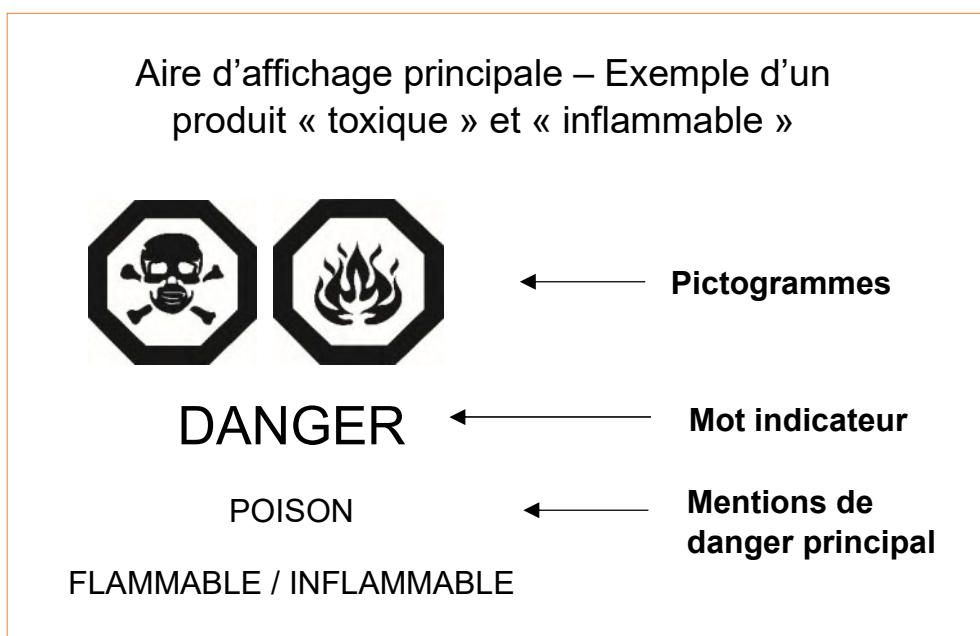 Aire d’affichage principale – Exemple d’un
produit « toxique » et « inflammable »
Pictogrammes
DANGER
Mot indicateur
POISON
Mentions de
danger principal
FLAMMABLE / INFLAMMABLE